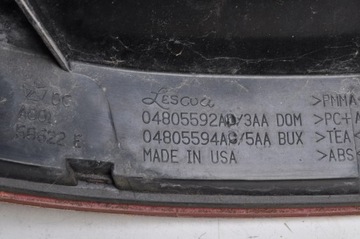 Lescoa
04805592AD/3AA DOM
04805594AG/5AA BUX
MADE IN USA
>PMMA
>PC+A
>TEA
>ABS